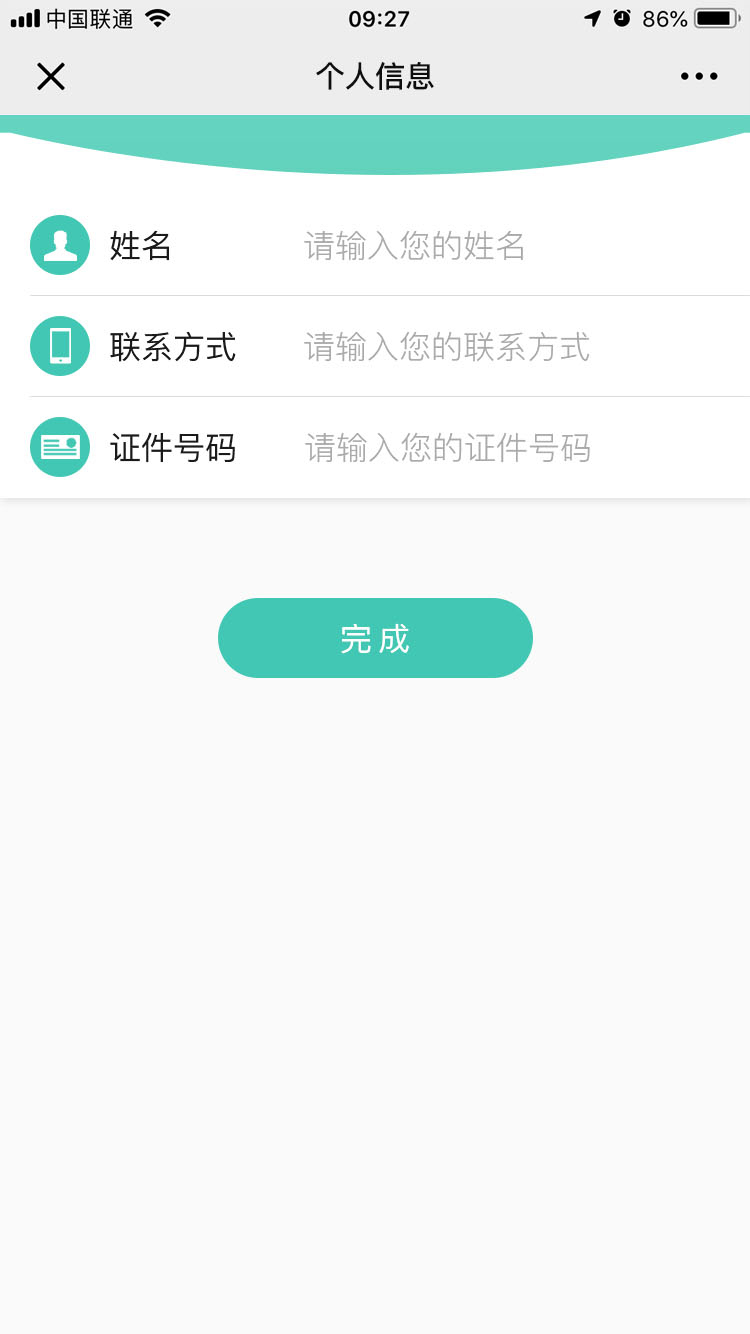 中国联通 09:27 86%
个人信息
姓名 请输入您的姓名
联系方式 请输入您的联系方式
证件号码 请输入您的证件号码
完成